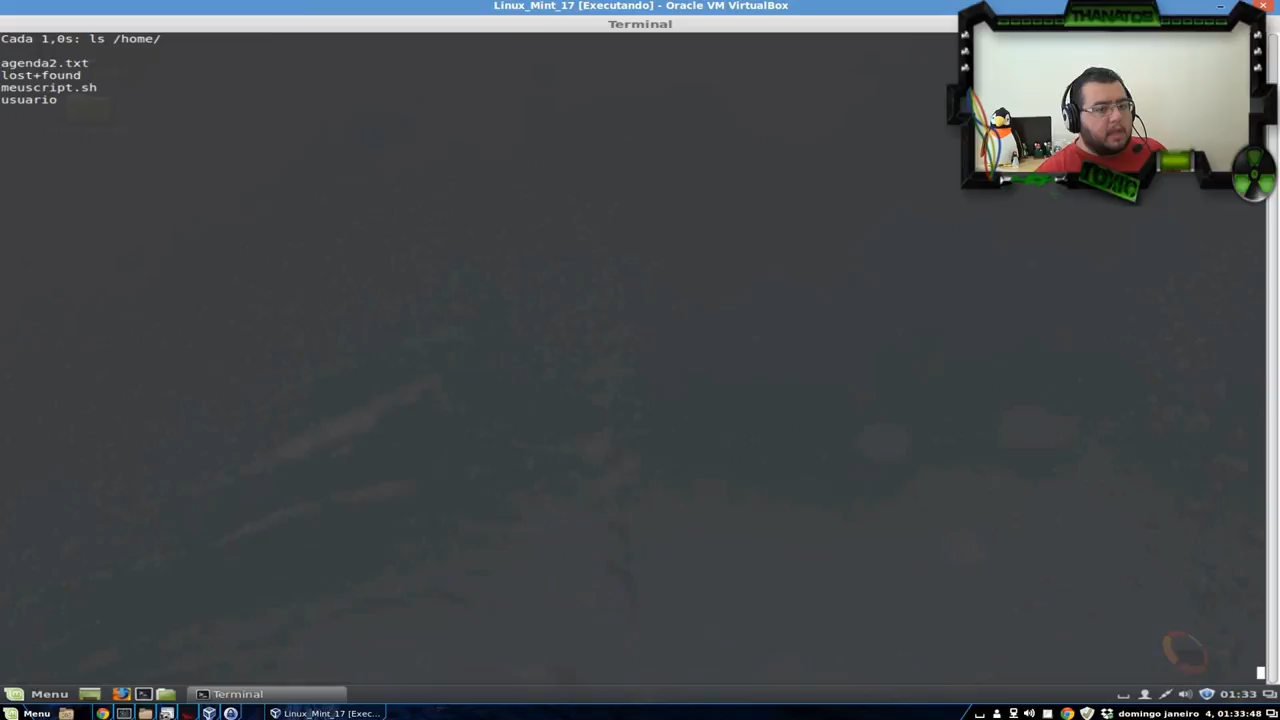 Linux_Mint_17 [Executando] - Oracle VM VirtualBox
Terminal
THANATOS
Cada 1,0s: ls /home/
agenda2.txt
lost+found
meuscript.sh
usuario
TOXIC
Menu
Terminal
01:33
Menu
Linux_Mint_17 [Exec...
domingo janeiro 4, 01:33:48